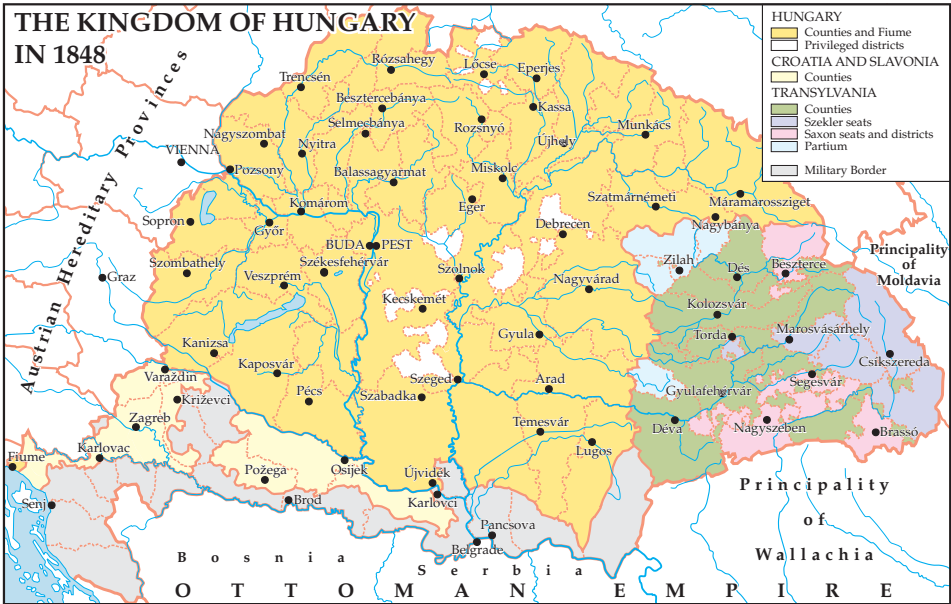 THE KINGDOM OF HUNGARY
IN 1848
HUNGARY
Counties and Fiume
Privileged districts
CROATIA AND SLAVONIA
Counties
TRANSYLVANIA
Counties
Szekler seats
Saxon seats and districts
Partium
Military Border
Austrian Hereditary Provinces
Rózsahegy
Lőcse
Eperjes
Trencsén
Besztercebánya
Kassa
Selmecbánya
Rozsnyó
Munkács
Nagyszombat
Nyitra
Újhely
VIENNA
Pozsony
Balassagyarmat
Miskolc
Szatmárnémeti
Máramarossziget
Komárom
Eger
Sopron
Győr
Debrecen
Nagybánya
BUDA
PEST
Principality
of
Moldavia
Szombathely
Székesfehérvár
Szolnok
Zilah
Dés
Beszterce
Graz
Veszprém
Nagyvárad
Kecskemét
Kolozsvár
Gyula
Torda
Marosvásárhely
Kanizsa
Csíkszereda
Kaposvár
Varaždin
Szeged
Arad
Gyulafehérvár
Segesvár
Križevci
Pécs
Szabadka
Zagreb
Temesvár
Déva
Nagyszeben
Brassó
Karlovac
Lugos
Fiume
Požega
Osijek
Újvidék
Senj
Brod
Karlovci
Principality
of
Wallachia
Pancsova
Belgrade
Bosnia
Serbia
OTTOMAN EMPIRE